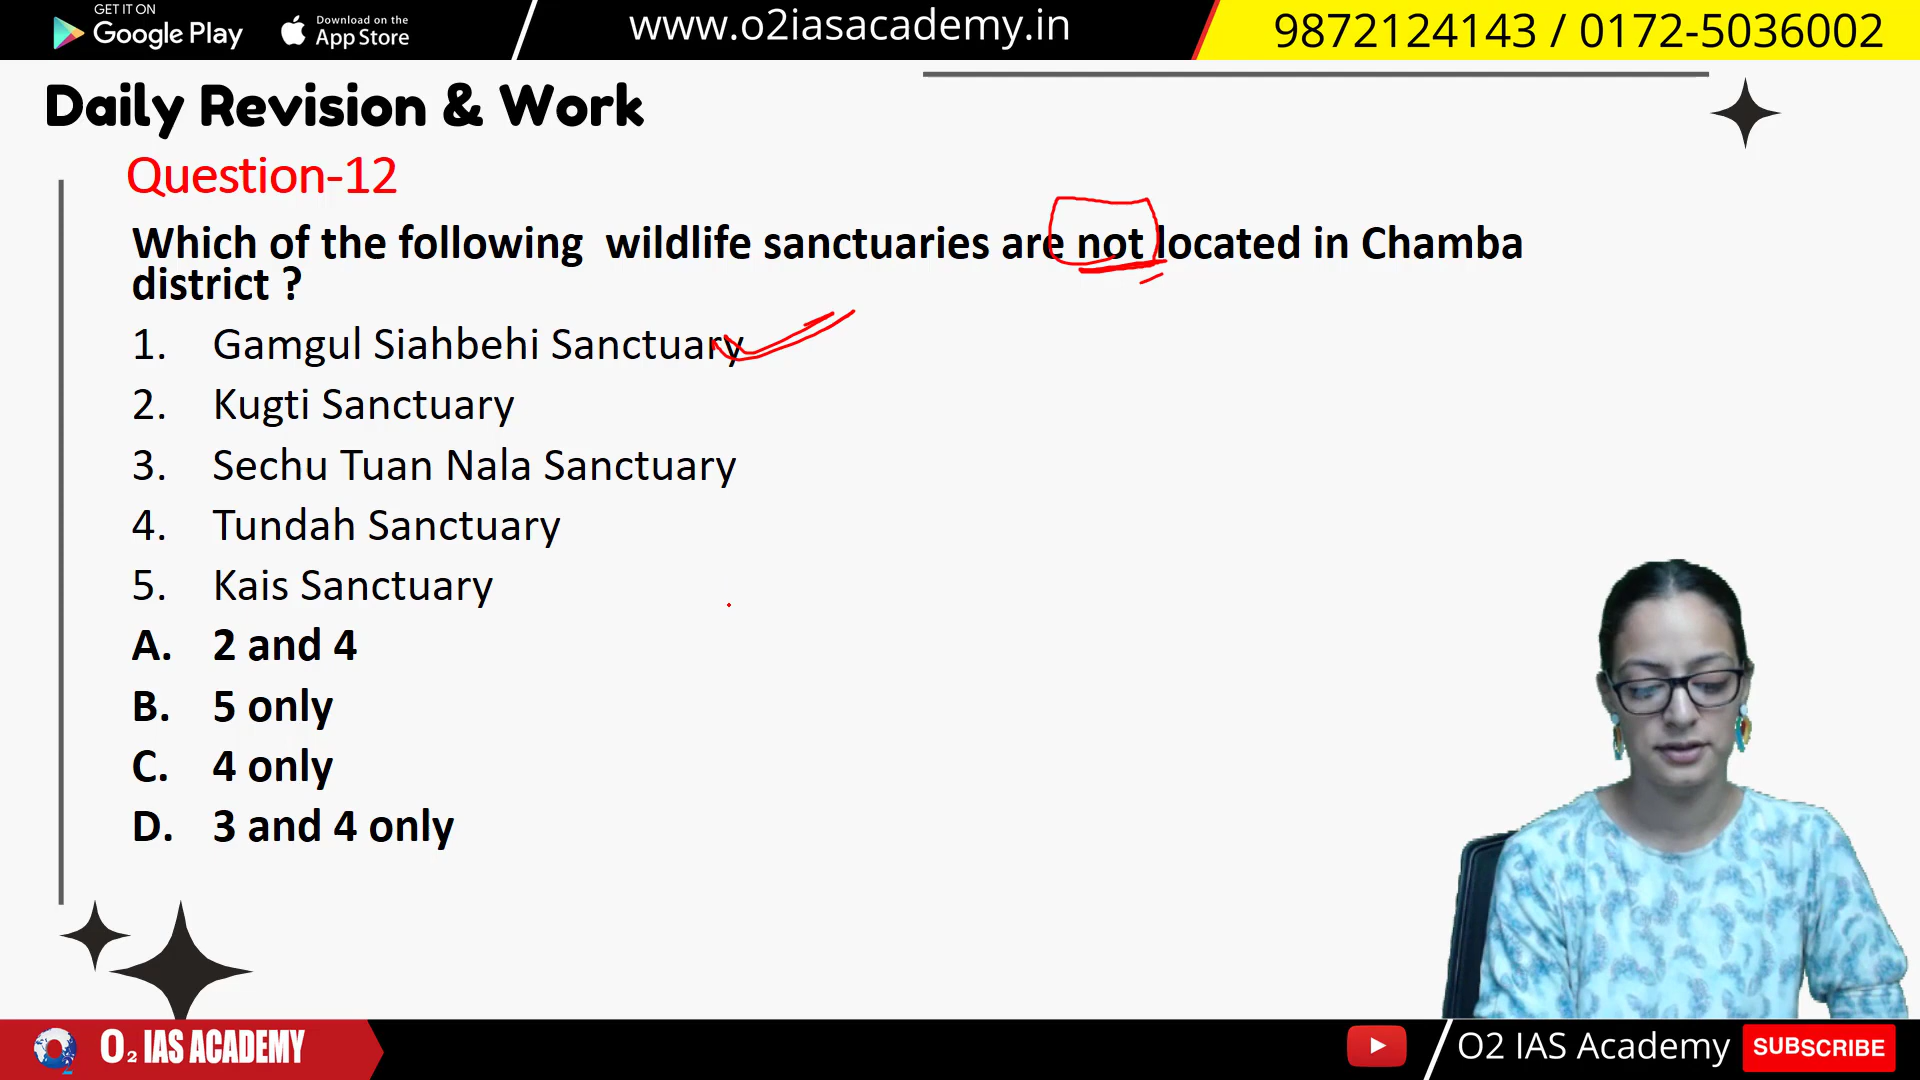 GET IT ON
Google Play
Download on the
App Store
www.o2iasacademy.in
9872124143 / 0172-5036002
Daily Revision & Work
Question-12
Which of the following wildlife sanctuaries are not located in Chamba
district ?
1. Gamgul Siahbehi Sanctuary
2. Kugti Sanctuary
3. Sechu Tuan Nala Sanctuary
4. Tundah Sanctuary
5. Kais Sanctuary
A. 2 and 4
B. 5 only
C. 4 only
D. 3 and 4 only
O2 IAS ACADEMY
O2 IAS Academy
SUBSCRIBE